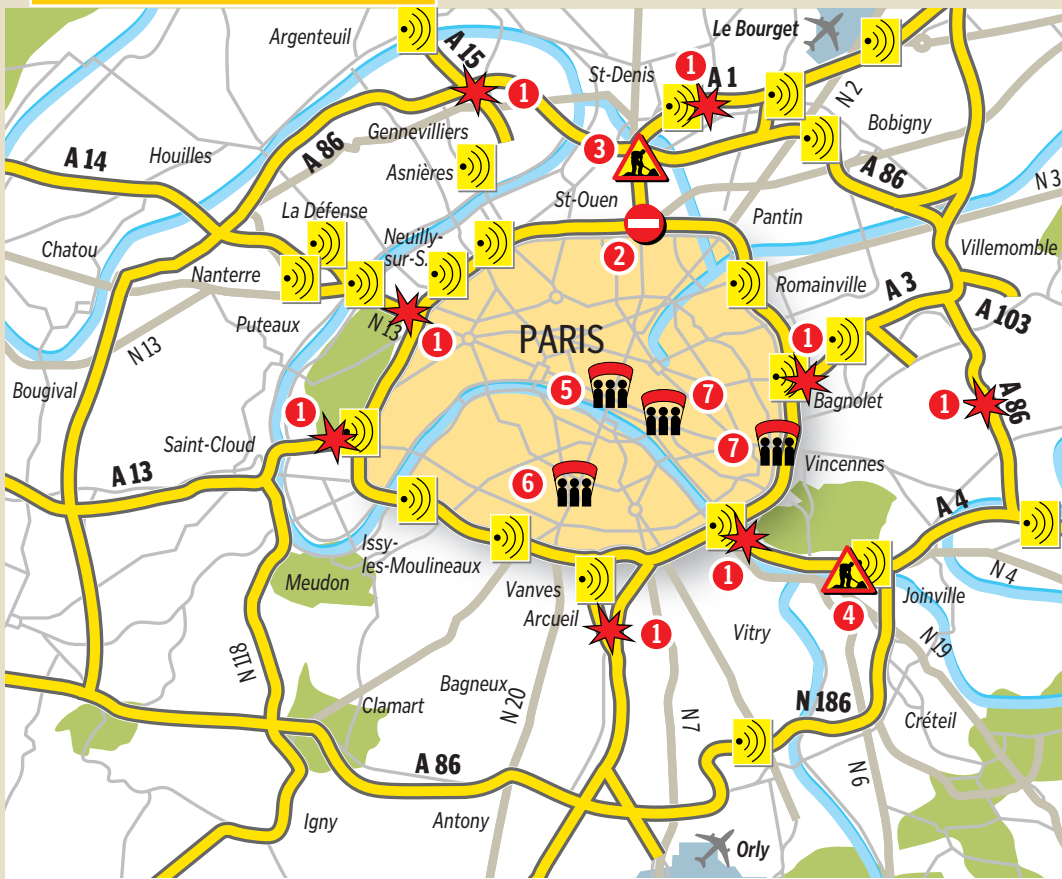 Argenteuil
A 15
Le Bourget
St-Denis
1
A 1
1
N 2
Gennevilliers
Bobigny
A 86
3
A 14
Houilles
Asnières
A 86
N 3
St-Ouen
La Défense
Pantin
Chatou
Neuilly-
sur-S.
2
Villemomble
Nanterre
Romainville
A 3
Puteaux
N 13
A 103
N 13
1
PARIS
1
Bougival
5
7
Bagnolet
1
A 86
1
Saint-Cloud
7
Vincennes
A 13
6
A 4
Issy-
les-Moulineaux
Meudon
Vanves
1
N 4
Joinville
Arcueil
1
Vitry
4
N 19
N 118
Bagneux
Clamart
N 20
N 186
N 7
Créteil
A 86
N 6
Igny
Antony
Orly